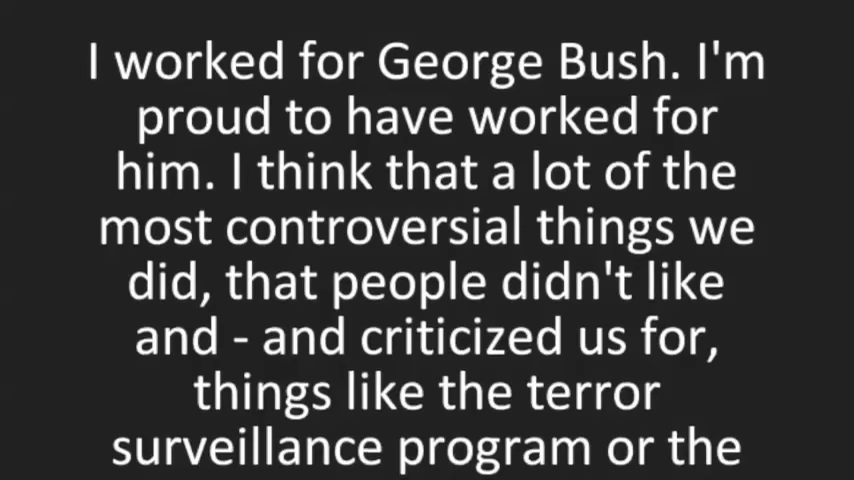 I worked for George Bush. I'm
proud to have worked for
him. I think that a lot of the
most controversial things we
did, that people didn't like
and - and criticized us for,
things like the terror
surveillance program or the